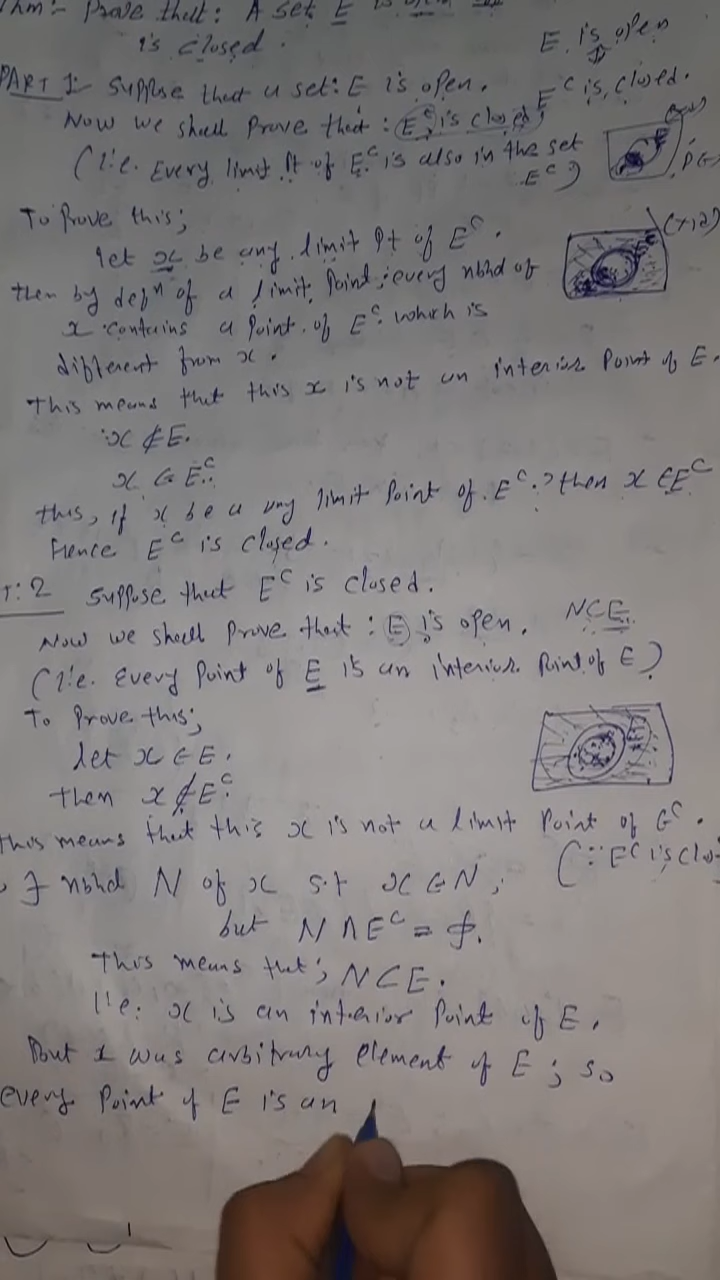 Thm:- Prove that: A set E is open
is closed.
E is open
⇕
E^c is closed.
PART 1 Suppose that a set: E is open.
Now we shall prove that: E^c is closed;
(i.e. Every limit pt of E^c is also in the set
E^c)
To Prove this;
let x be any limit pt of E^c.
then by defn of a limit Point; every nbhd of
x contains a Point of E^c which is
different from x.
This means that this x is not an interior Point of E.
x ∉ E.
x ∈ E^c.
thus, if x be a any limit Point of E^c. then x ∈ E^c
Hence E^c is closed.
T:2 Suppose that E^c is closed.
Now we shall prove that: E is open. N⊂E.
(i.e. Every Point of E is an interior Point of E)
To Prove this;
let x ∈ E.
then x ∉ E^c
this means that this x is not a limit Point of E^c.
(∵ E^c is clo
∃ nbhd N of x s.t x ∈ N;
but N ∩ E^c = ϕ.
This means that; N⊂E.
i.e. x is an interior Point of E.
But x was arbitrary element of E; so
every Point of E is an